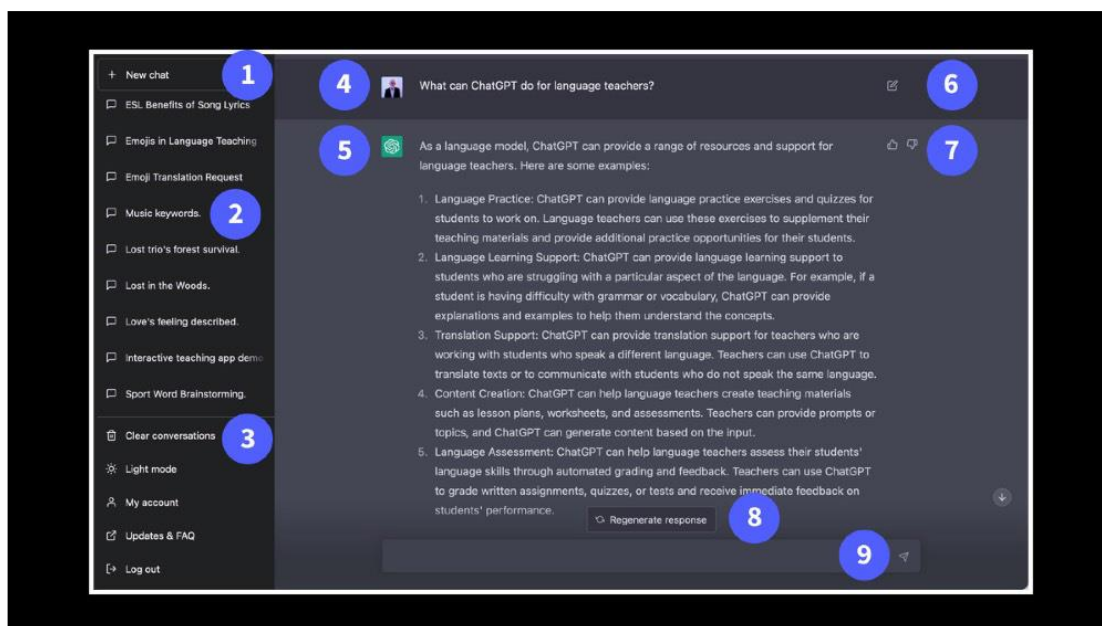 + New chat
1
ESL Benefits of Song Lyrics
Emojis in Language Teaching
Emoji Translation Request
Music keywords.
2
Lost trio's forest survival.
Lost in the Woods.
Love's feeling described.
Interactive teaching app demo
Sport Word Brainstorming.
Clear conversations
3
Light mode
My account
Updates & FAQ
Log out
4
What can ChatGPT do for language teachers?
6
5
As a language model, ChatGPT can provide a range of resources and support for
language teachers. Here are some examples:
7
1. Language Practice: ChatGPT can provide language practice exercises and quizzes for
students to work on. Language teachers can use these exercises to supplement their
teaching materials and provide additional practice opportunities for their students.
2. Language Learning Support: ChatGPT can provide language learning support to
students who are struggling with a particular aspect of the language. For example, if a
student is having difficulty with grammar or vocabulary, ChatGPT can provide
explanations and examples to help them understand the concepts.
3. Translation Support: ChatGPT can provide translation support for teachers who are
working with students who speak a different language. Teachers can use ChatGPT to
translate texts or to communicate with students who do not speak the same language.
4. Content Creation: ChatGPT can help language teachers create teaching materials
such as lesson plans, worksheets, and assessments. Teachers can provide prompts or
topics, and ChatGPT can generate content based on the input.
5. Language Assessment: ChatGPT can help language teachers assess their students'
language skills through automated grading and feedback. Teachers can use ChatGPT
to grade written assignments, quizzes, or tests and receive immediate feedback on
students' performance.
Regenerate response
8
9